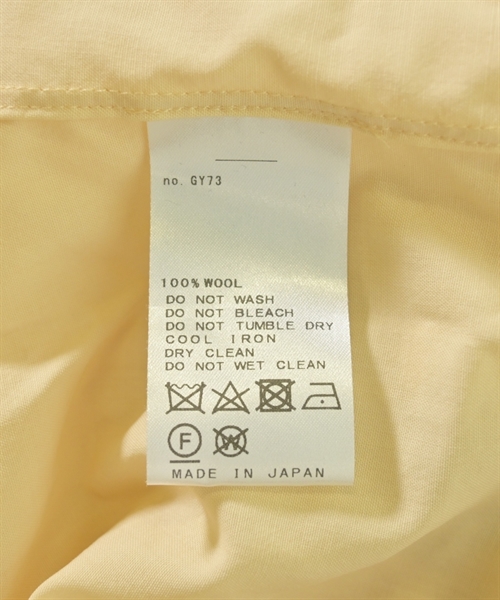 no. GY73
100% WOOL
DO NOT WASH
DO NOT BLEACH
DO NOT TUMBLE DRY
COOL IRON
DRY CLEAN
DO NOT WET CLEAN
F W
MADE IN JAPAN